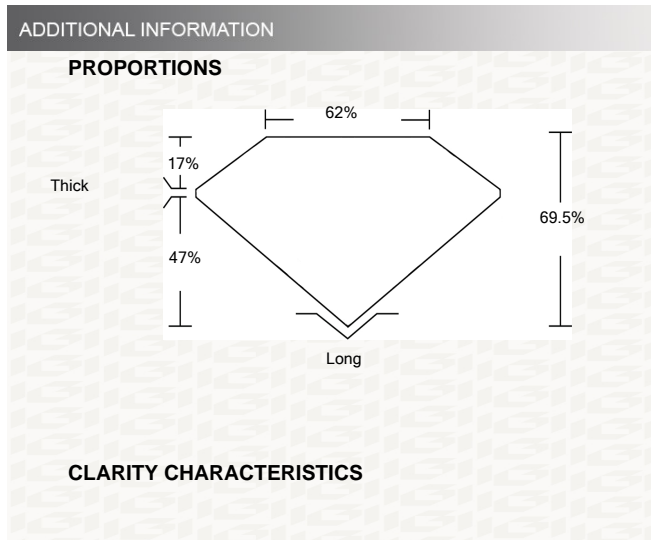 ADDITIONAL INFORMATION
PROPORTIONS
62%
17%
Thick
69.5%
47%
Long
CLARITY CHARACTERISTICS